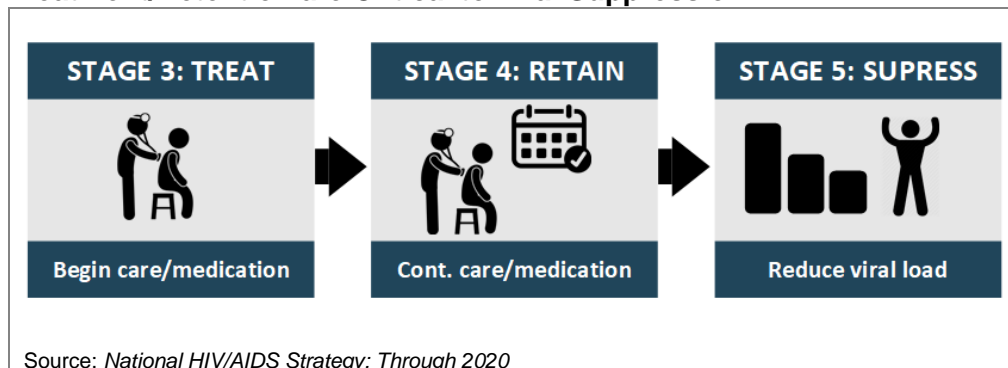 STAGE 3: TREAT
Begin care/medication
STAGE 4: RETAIN
Cont. care/medication
STAGE 5: SUPRESS
Reduce viral load
Source: National HIV/AIDS Strategy: Through 2020